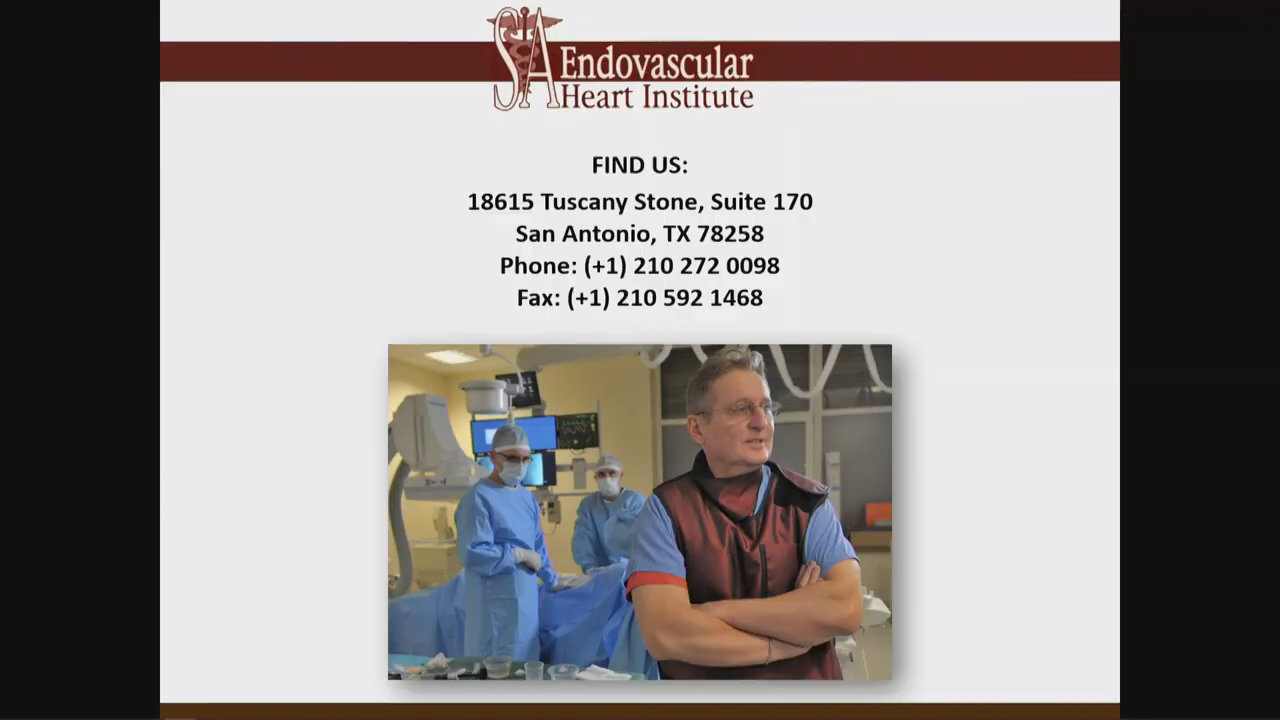 SA Endovascular
Heart Institute
FIND US:
18615 Tuscany Stone, Suite 170
San Antonio, TX 78258
Phone: (+1) 210 272 0098
Fax: (+1) 210 592 1468